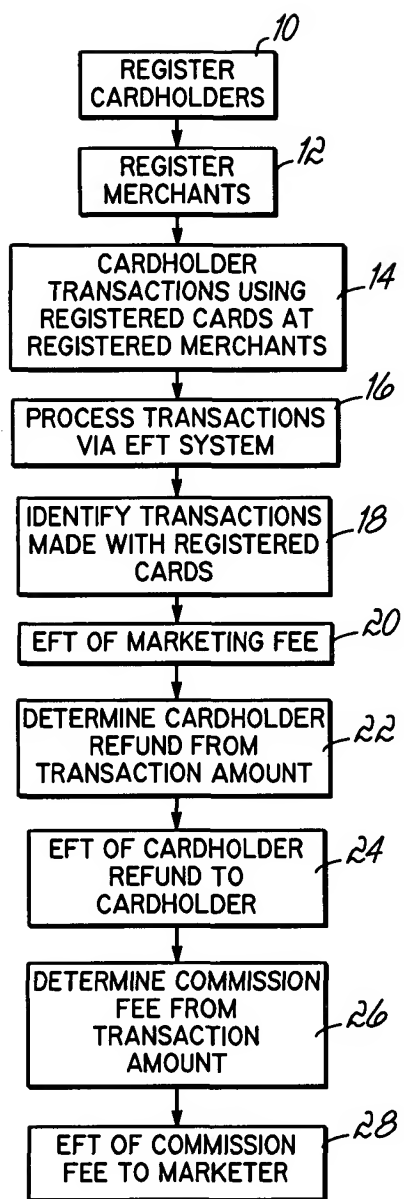 10
REGISTER
CARDHOLDERS
12
REGISTER
MERCHANTS
CARDHOLDER
TRANSACTIONS USING
REGISTERED CARDS AT
REGISTERED MERCHANTS
14
16
PROCESS TRANSACTIONS
VIA EFT SYSTEM
IDENTIFY TRANSACTIONS
MADE WITH REGISTERED
CARDS
18
EFT OF MARKETING FEE
20
DETERMINE CARDHOLDER
REFUND FROM
TRANSACTION AMOUNT
22
EFT OF CARDHOLDER
REFUND TO
CARDHOLDER
24
DETERMINE COMMISSION
FEE FROM
TRANSACTION
AMOUNT
26
EFT OF COMMISSION
FEE TO MARKETER
28